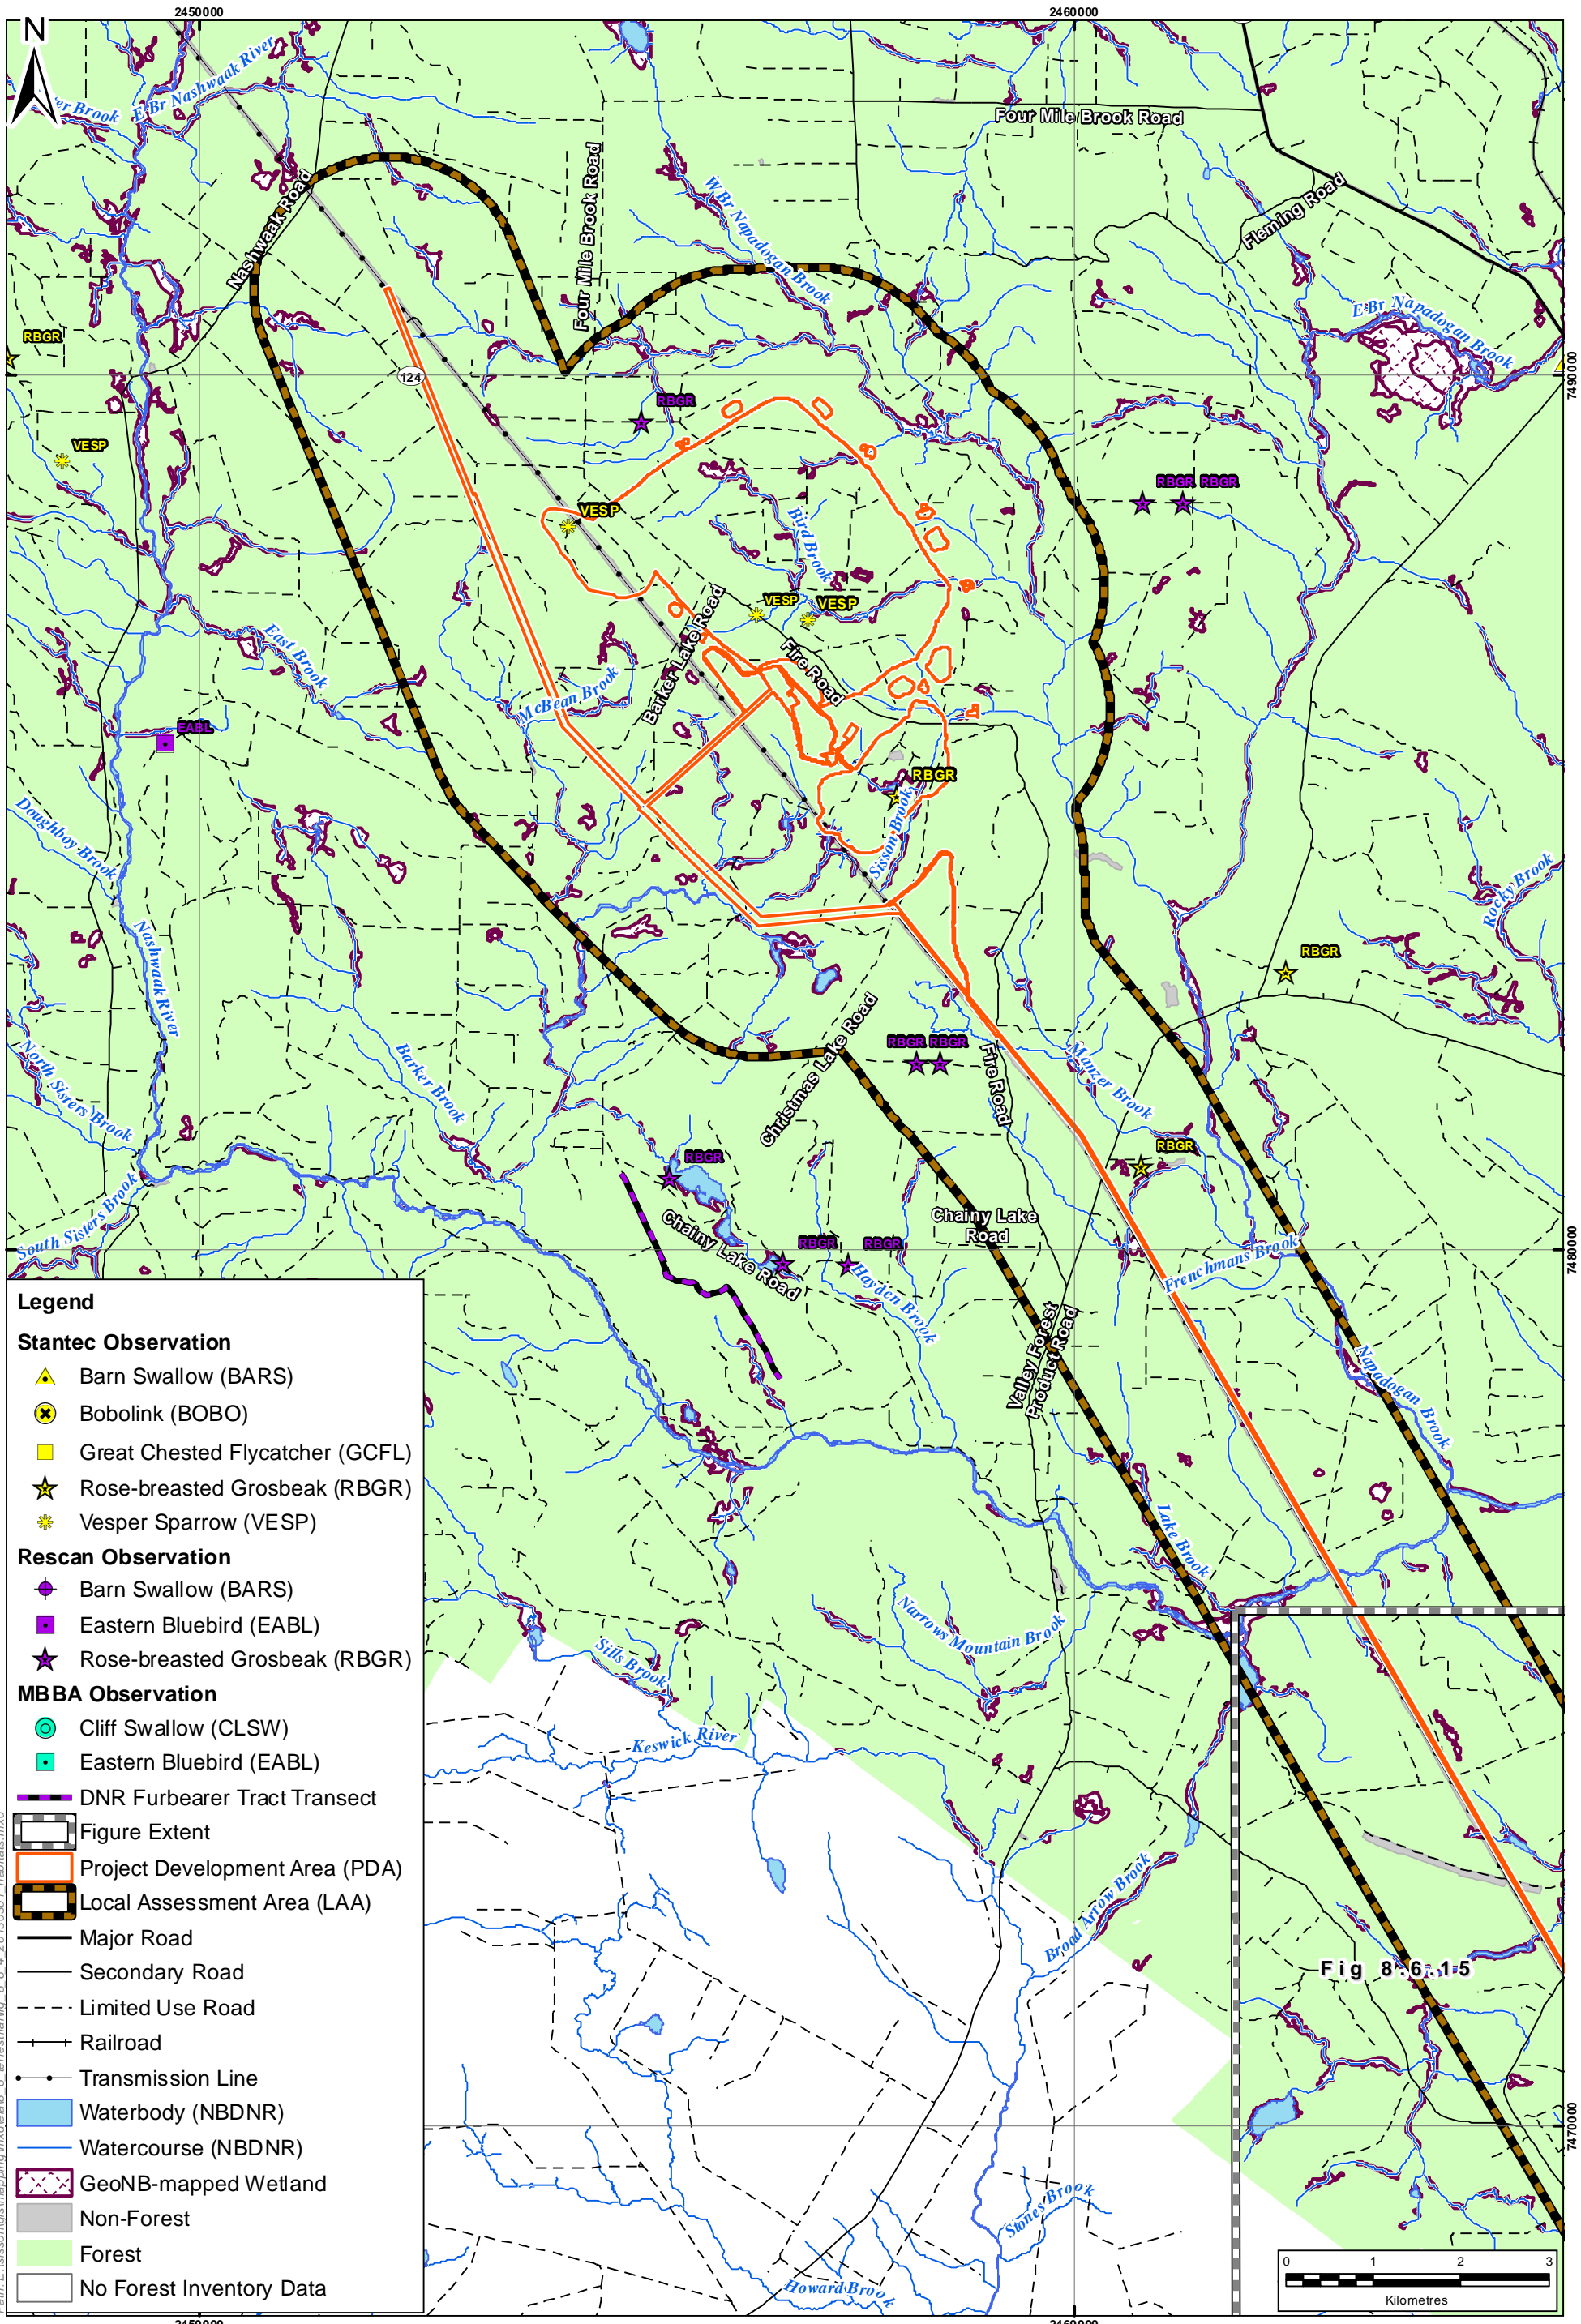 2450000
2460000
N
E Br Nashwaak River
er Brook
Four Mile Brook Road
Nashwaak Road
Four Mile Brook Road
W Br Napadogan Brook
Fleming Road
E Br Napadogan Brook
RBGR
7490000
124
RBGR
VESP
RBGR RBGR
VESP
Bird Brook
VESP
VESP
East Brook
Barker Lake Road
Fire Road
McBean Brook
EABL
RBGR
Doughboy Brook
Sisson Brook
Rocky Brook
Nashwaak River
RBGR
Christmas Lake Road
RBGR RBGR
Fire Road
Manzer Brook
North Sisters Brook
Barker Brook
RBGR
RBGR
South Sisters Brook
Chainy Lake Road
Chainy Lake
Road
RBGR
RBGR
Hayden Brook
Frenchmans Brook
7480000
Valley Forest
Product Road
Napadogan Brook
Lake Brook
Narrows Mountain Brook
Sills Brook
Keswick River
Broad Arrow Brook
Fig 8.6.15
7470000
Stones Brook
Howard Brook
Legend
Stantec Observation
Barn Swallow (BARS)
Bobolink (BOBO)
Great Chested Flycatcher (GCFL)
Rose-breasted Grosbeak (RBGR)
Vesper Sparrow (VESP)
Rescan Observation
Barn Swallow (BARS)
Eastern Bluebird (EABL)
Rose-breasted Grosbeak (RBGR)
MBBA Observation
Cliff Swallow (CLSW)
Eastern Bluebird (EABL)
DNR Furbearer Tract Transect
Figure Extent
Project Development Area (PDA)
Local Assessment Area (LAA)
Major Road
Secondary Road
Limited Use Road
Railroad
Transmission Line
Waterbody (NBDNR)
Watercourse (NBDNR)
GeoNB-mapped Wetland
Non-Forest
Forest
No Forest Inventory Data
0 1 2 3
Kilometres
2450000
2460000